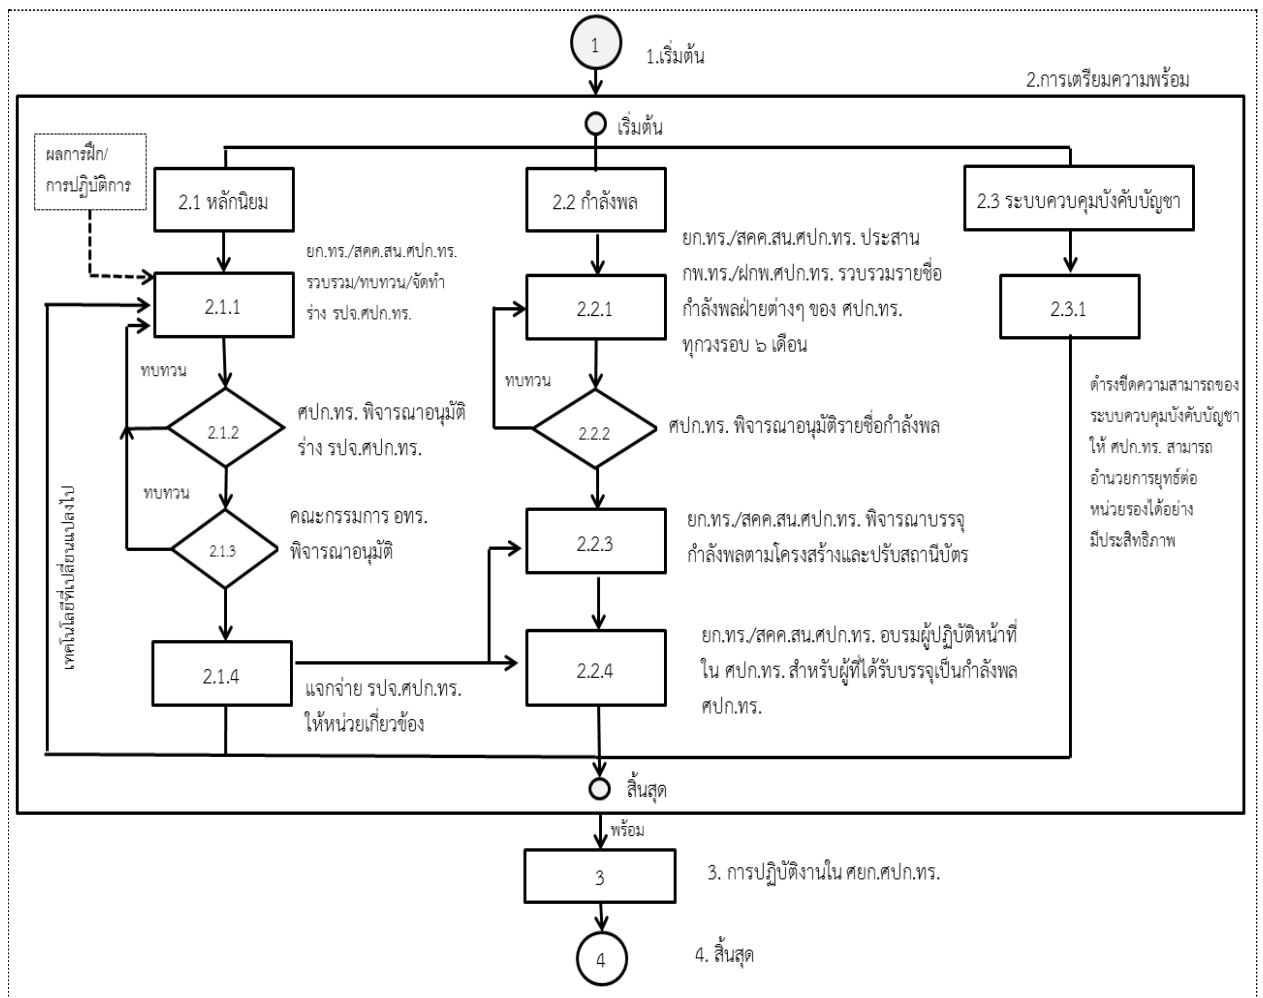 1
1.เริ่มต้น
2.การเตรียมความพร้อม
เริ่มต้น
ผลการฝึก/
การปฏิบัติการ
2.1 หลักนิยม
2.2 กำลังพล
2.3 ระบบควบคุมบังคับบัญชา
ยก.ทร./สคค.สน.ศปก.ทร.
รวบรวม/ทบทวน/จัดทำ
ร่าง รปจ.ศปก.ทร.
2.1.1
ยก.ทร./สคค.สน.ศปก.ทร. ประสาน
กพ.ทร./ฝกพ.ศปก.ทร. รวบรวมรายชื่อ
กำลังพลฝ่ายต่างๆ ของ ศปก.ทร.
ทุกวงรอบ ๖ เดือน
2.2.1
2.3.1
ทบทวน
ทบทวน
ดำรงขีดความสามารถของ
ระบบควบคุมบังคับบัญชา
ให้ ศปก.ทร. สามารถ
อำนวยการยุทธ์ต่อ
หน่วยรองได้อย่าง
มีประสิทธิภาพ
2.1.2
ศปก.ทร. พิจารณาอนุมัติ
ร่าง รปจ.ศปก.ทร.
2.2.2
ศปก.ทร. พิจารณาอนุมัติรายชื่อกำลังพล
ทบทวน
2.1.3
คณะกรรมการ อทร.
พิจารณาอนุมัติ
2.2.3
ยก.ทร./สคค.สน.ศปก.ทร. พิจารณาบรรจุ
กำลังพลตามโครงสร้างและปรับสถานีบัตร
เทคโนโลยีที่เปลี่ยนแปลงไป
2.1.4
แจกจ่าย รปจ.ศปก.ทร.
ให้หน่วยเกี่ยวข้อง
2.2.4
ยก.ทร./สคค.สน.ศปก.ทร. อบรมผู้ปฏิบัติหน้าที่
ใน ศปก.ทร. สำหรับผู้ที่ได้รับบรรจุเป็นกำลังพล
ศปก.ทร.
สิ้นสุด
พร้อม
3
3. การปฏิบัติงานใน ศยก.ศปก.ทร.
4
4. สิ้นสุด